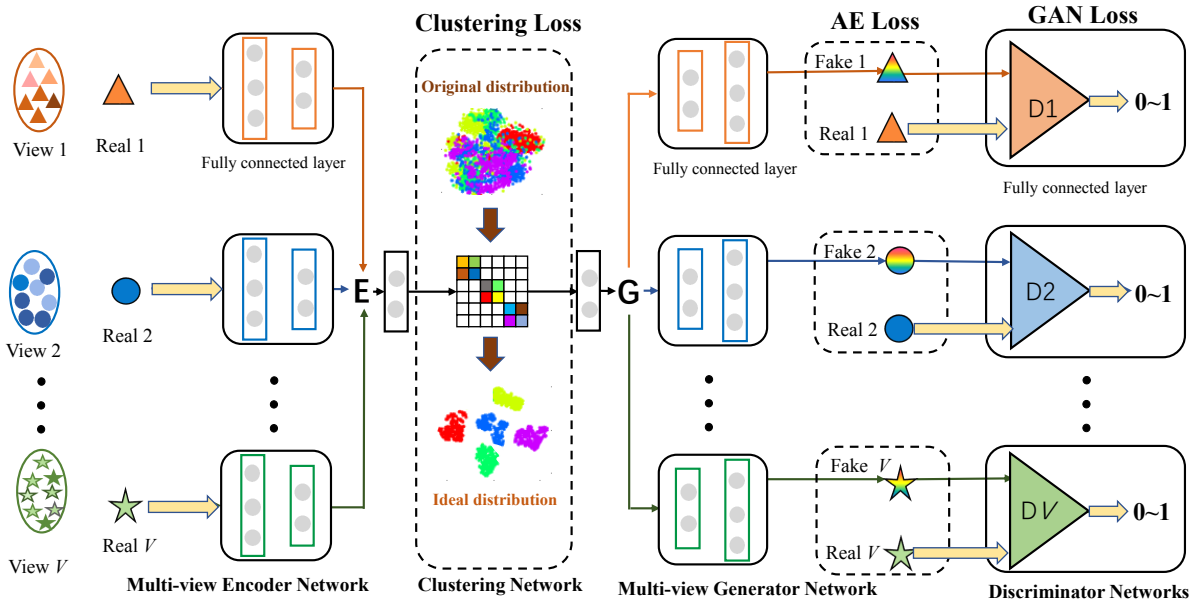 Clustering Loss
AE Loss
GAN Loss
View 1
Real 1
Fully connected layer
Original distribution
Fully connected layer
Fake 1
Real 1
D1
0~1
Fully connected layer
View 2
Real 2
E
G
Fake 2
Real 2
D2
0~1
View V
Real V
Ideal distribution
Fake V
Real V
DV
0~1
Multi-view Encoder Network
Clustering Network
Multi-view Generator Network
Discriminator Networks